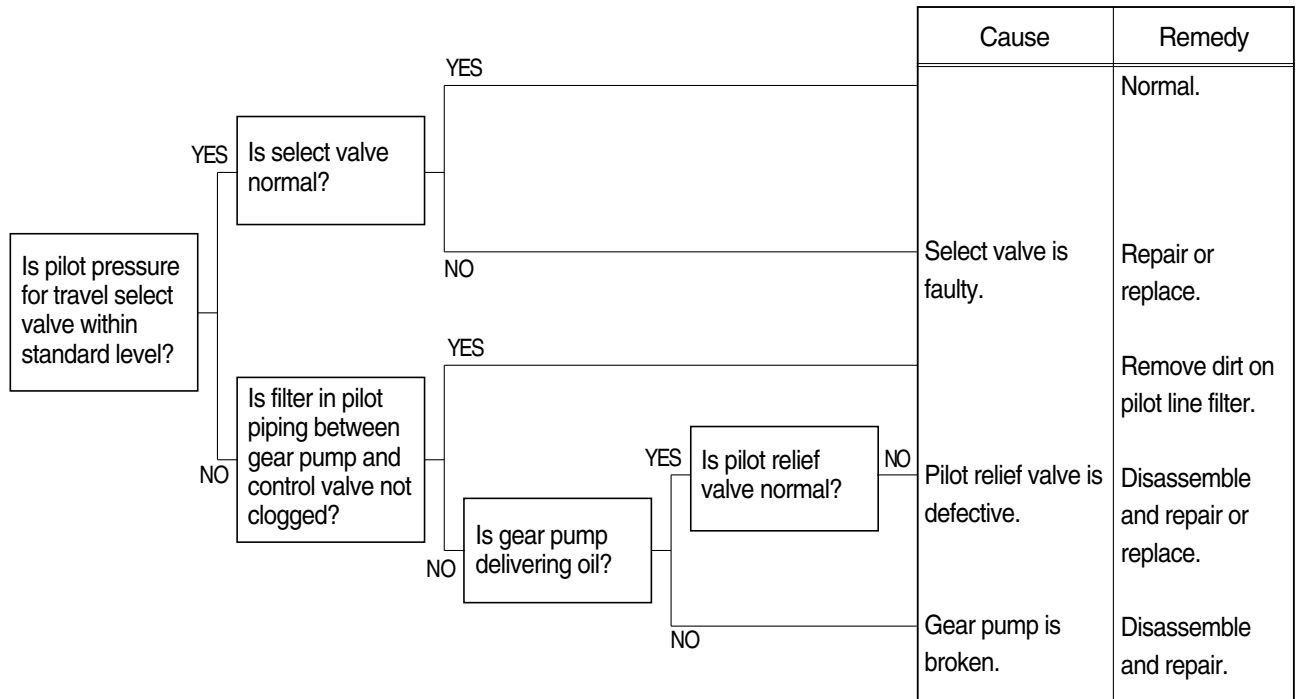 Cause
Remedy
YES
Normal.
YES
Is select valve
normal?
NO
Select valve is
faulty.
Repair or
replace.
Is pilot pressure
for travel select
valve within
standard level?
YES
Remove dirt on
pilot line filter.
NO
Is filter in pilot
piping between
gear pump and
control valve not
clogged?
YES
Is pilot relief
valve normal?
NO
Pilot relief valve is
defective.
Disassemble
and repair or
replace.
NO
Is gear pump
delivering oil?
NO
Gear pump is
broken.
Disassemble
and repair.